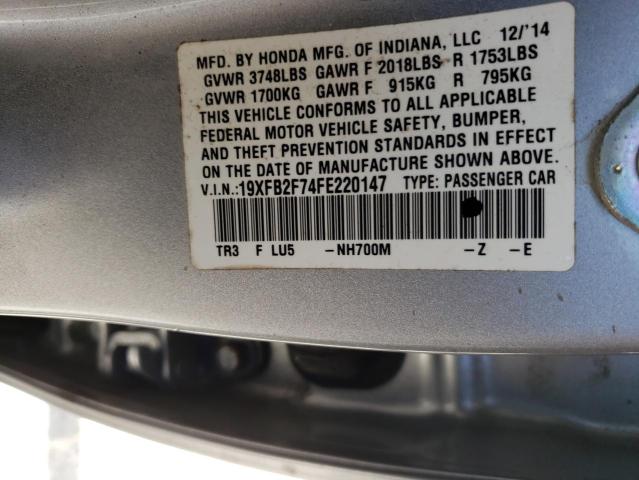 MFD. BY HONDA MFG. OF INDIANA, LLC 12/'14
GVWR 3748LBS GAWR F 2018LBS R 1753LBS
GVWR 1700KG GAWR F 915KG R 795KG
THIS VEHICLE CONFORMS TO ALL APPLICABLE
FEDERAL MOTOR VEHICLE SAFETY, BUMPER,
AND THEFT PREVENTION STANDARDS IN EFFECT
ON THE DATE OF MANUFACTURE SHOWN ABOVE.
V.I.N.:19XFB2F74FE220147 TYPE: PASSENGER CAR
TR3 F LU5 -NH700M -Z -E